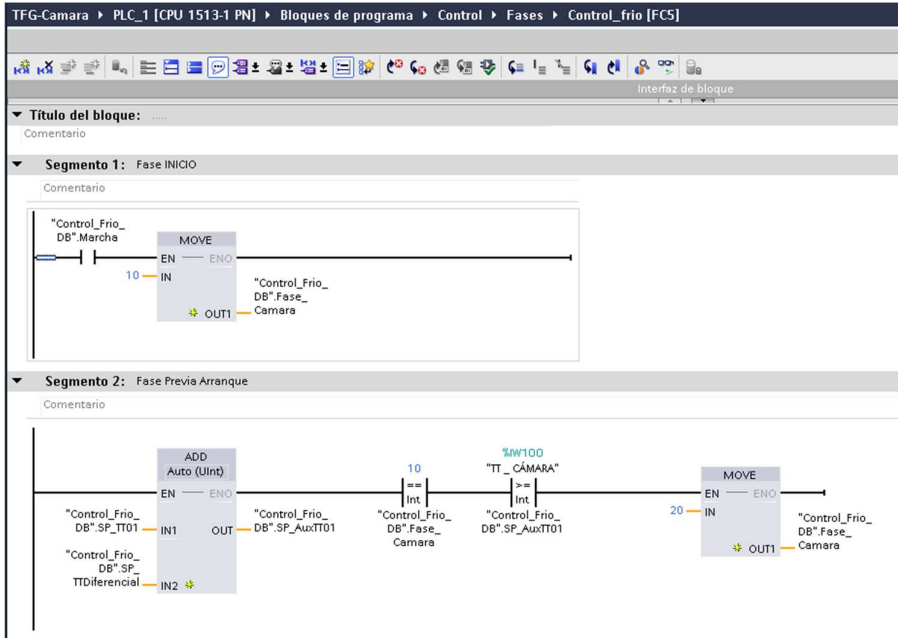 TFG-Camara ▸ PLC_1 [CPU 1513-1 PN] ▸ Bloques de programa ▸ Control ▸ Fases ▸ Control_frio [FC5]
Interfaz de bloque
Título del bloque: .....
Comentario
Segmento 1: Fase INICIO
Comentario
"Control_Frio_
DB".Marcha
MOVE
EN ENO
10 IN
OUT1
"Control_Frio_
DB".Fase_
Camara
Segmento 2: Fase Previa Arranque
Comentario
ADD
Auto (UInt)
EN ENO
"Control_Frio_
DB".SP_TT01
IN1
OUT
"Control_Frio_
DB".SP_AuxTT01
"Control_Frio_
DB".SP_
TTDiferencial
IN2
10
==
Int
"Control_Frio_
DB".Fase_
Camara
%IW100
"TT _ CÁMARA"
>=
Int
"Control_Frio_
DB".SP_AuxTT01
MOVE
EN ENO
20 IN
OUT1
"Control_Frio_
DB".Fase_
Camara